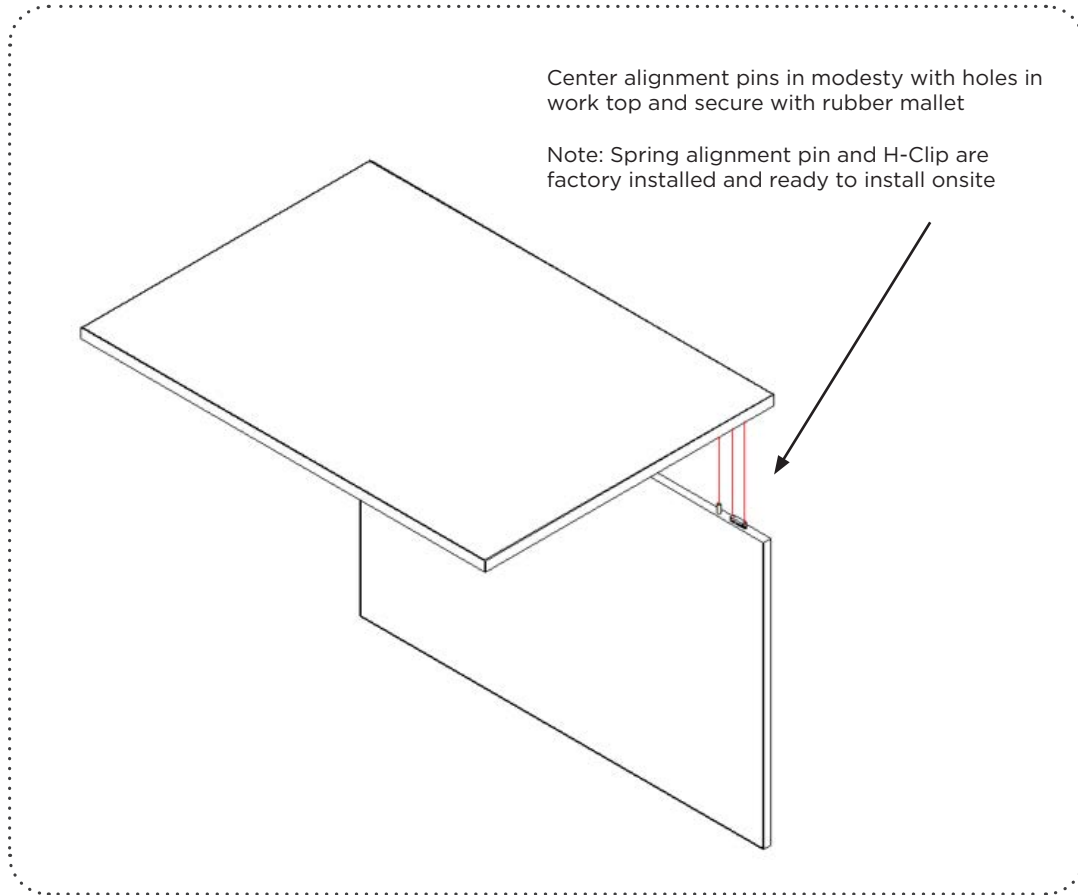 Center alignment pins in modesty with holes in
work top and secure with rubber mallet
Note: Spring alignment pin and H-Clip are
factory installed and ready to install onsite